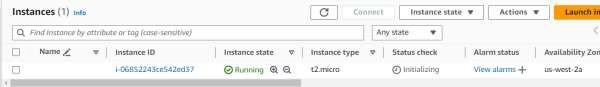 Instances (1) Info
Connect Instance state Actions Launch in
Find Instance by attribute or tag (case-sensitive)
Any state
Name Instance ID Instance state Instance type Status check Alarm status Availability Zon
i-06852243ce542ed37 Running t2.micro Initializing View alarms us-west-2a